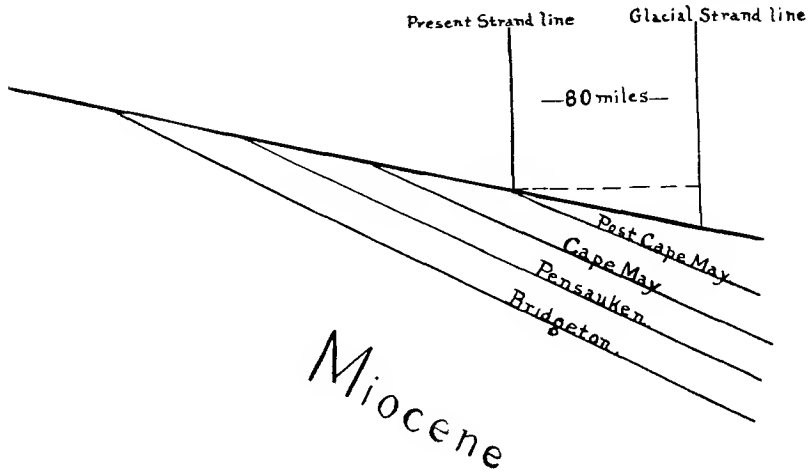 Present Strand line
Glacial Strand line
—80 miles—
Post Cape May
Cape May
Pensauken.
Bridgeton.
Miocene